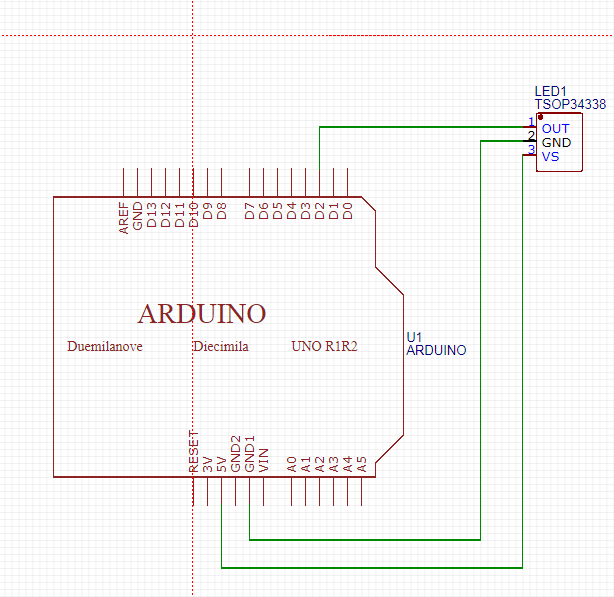 LED1
TSOP34338
1 OUT
2 GND
3 VS
AREF GND D13 D12 D11 D10 D9 D8 D7 D6 D5 D4 D3 D2 D1 D0
ARDUINO
Duemilanove Diecimila UNO R1R2
U1
ARDUINO
RESET 3V 5V GND2 GND1 VIN A0 A1 A2 A3 A4 A5